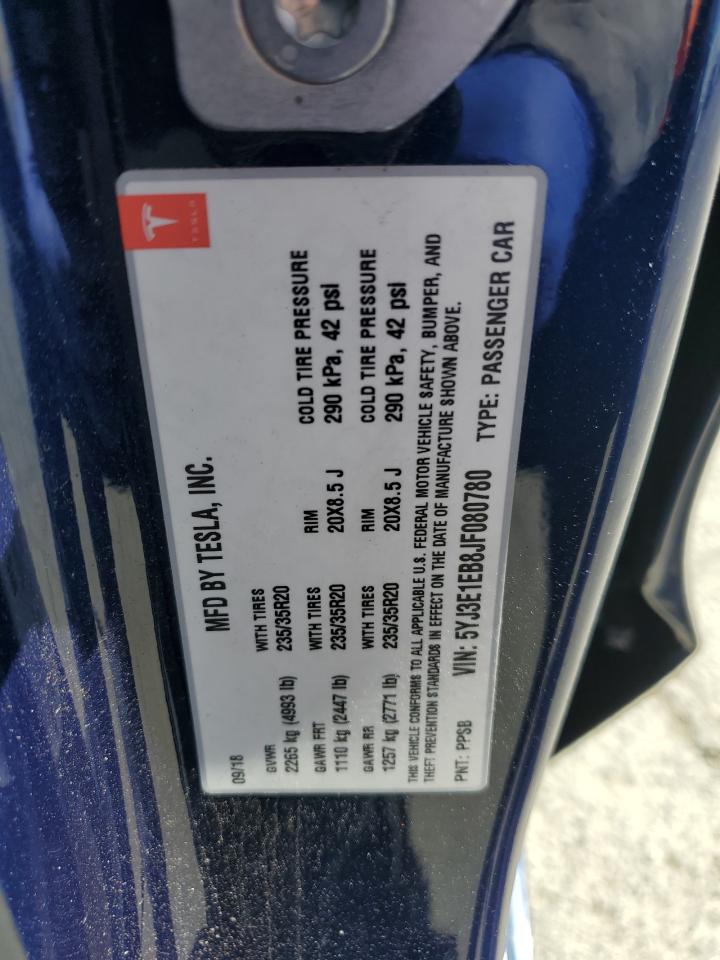 TESLA
MFD BY TESLA, INC.
09/18
GVWR WITH TIRES
2265 kg (4993 lb) 235/35R20
GAWR FRT WITH TIRES RIM COLD TIRE PRESSURE
1110 kg (2447 lb) 235/35R20 20X8.5 J 290 kPa, 42 psI
GAWR RR WITH TIRES RIM COLD TIRE PRESSURE
1257 kg (2771 lb) 235/35R20 20X8.5 J 290 kPa, 42 psI
THIS VEHICLE CONFORMS TO ALL APPLICABLE U.S. FEDERAL MOTOR VEHICLE SAFETY, BUMPER, AND
THEFT PREVENTION STANDARDS IN EFFECT ON THE DATE OF MANUFACTURE SHOWN ABOVE.
PNT: PPSB VIN: 5YJ3E1EB8JF080780 TYPE: PASSENGER CAR